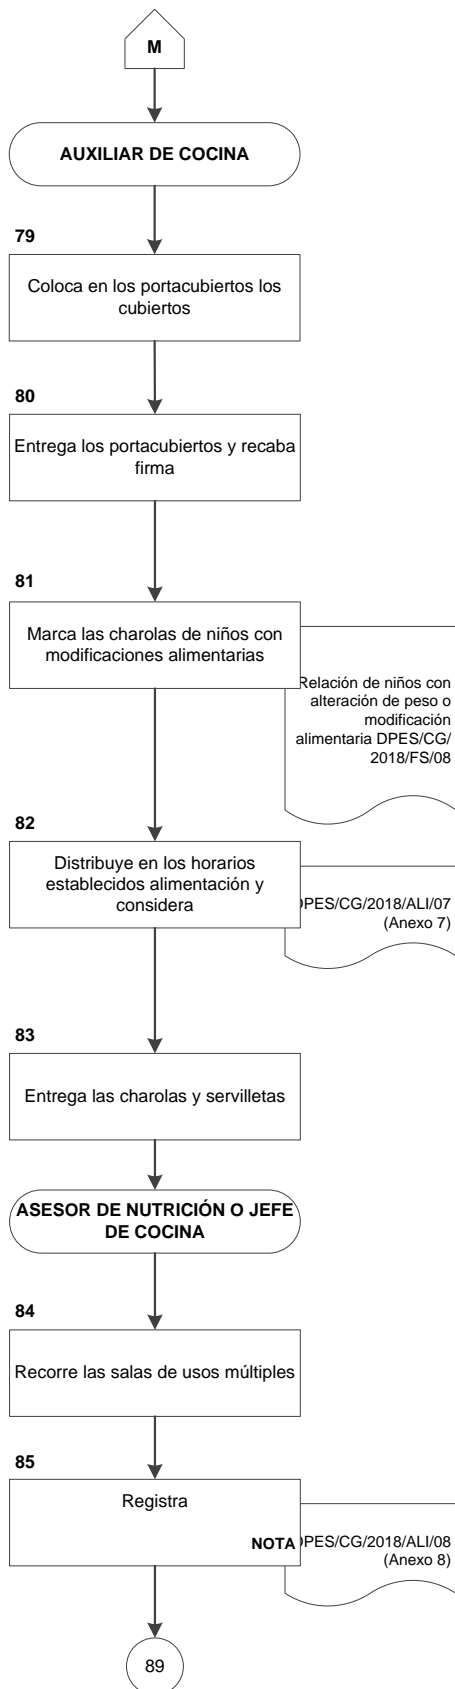 M
AUXILIAR DE COCINA
79
Coloca en los portacubiertos los
cubiertos
80
Entrega los portacubiertos y recaba
firma
81
Marca las charolas de niños con
modificaciones alimentarias
Relación de niños con
alteración de peso o
modificación
alimentaria DPES/CG/
2018/FS/08
82
Distribuye en los horarios
establecidos alimentación y
considera
DPES/CG/2018/ALI/07
(Anexo 7)
83
Entrega las charolas y servilletas
ASESOR DE NUTRICIÓN O JEFE
DE COCINA
84
Recorre las salas de usos múltiples
85
Registra
NOTA
DPES/CG/2018/ALI/08
(Anexo 8)
89